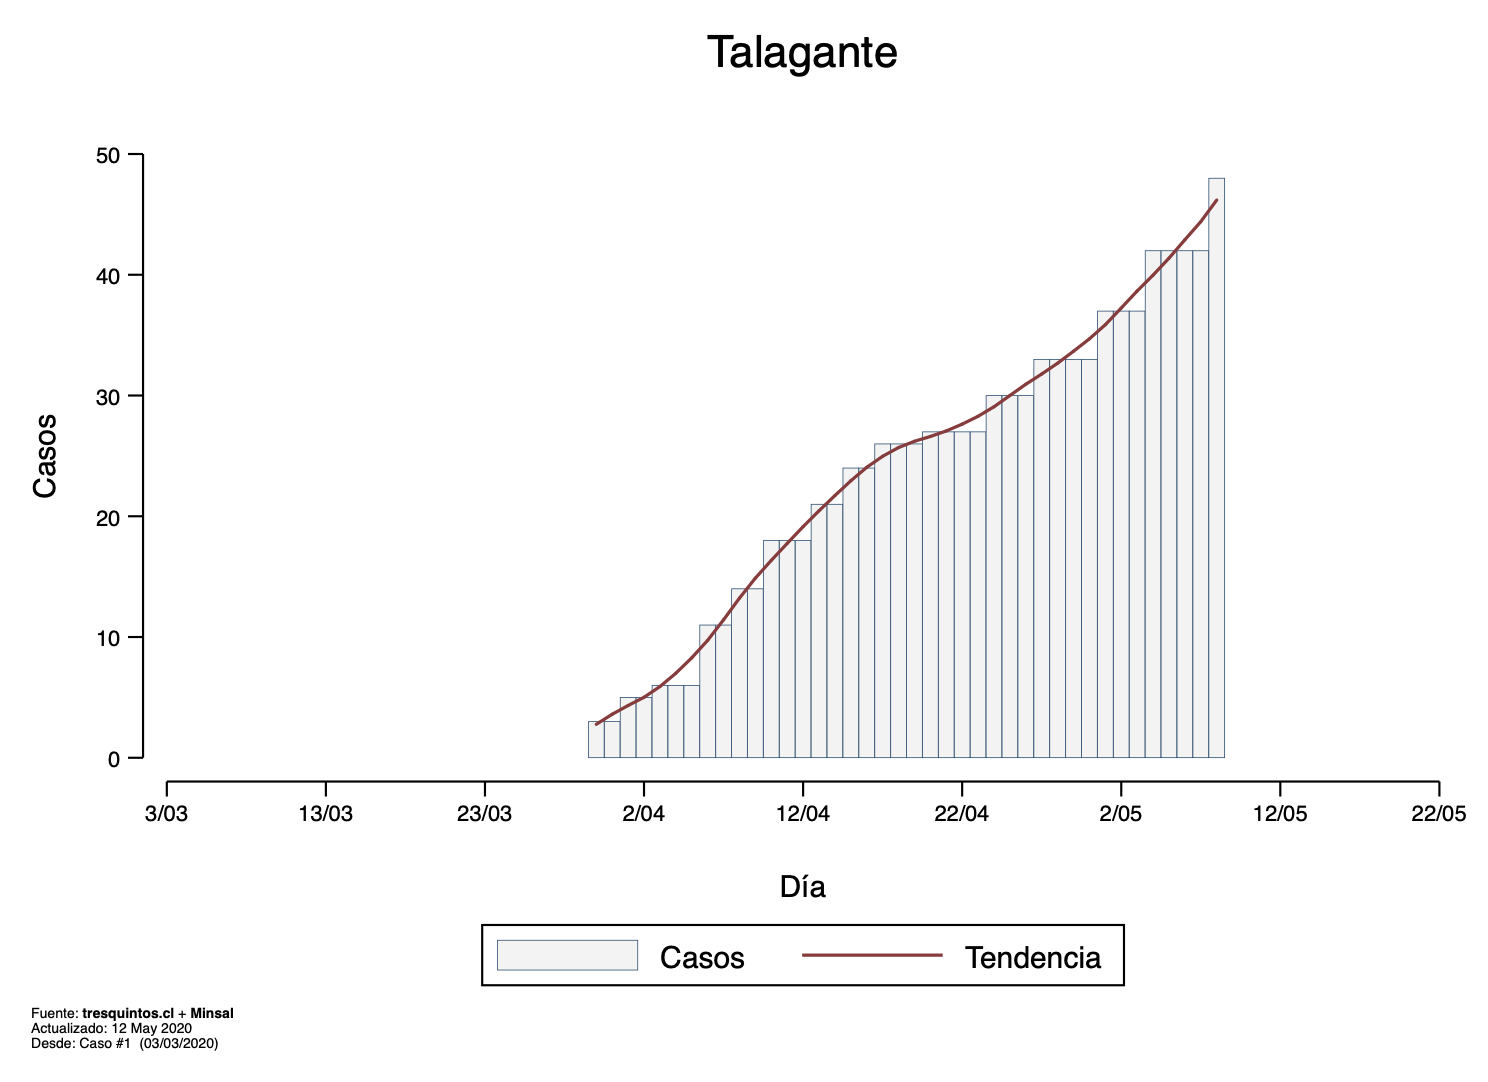 Talagante
50
40
30
20
10
0
Casos
3/03 13/03 23/03 2/04 12/04 22/04 2/05 12/05 22/05
Día
Casos Tendencia
Fuente: tresquintos.cl + Minsal
Actualizado: 12 May 2020
Desde: Caso #1 (03/03/2020)